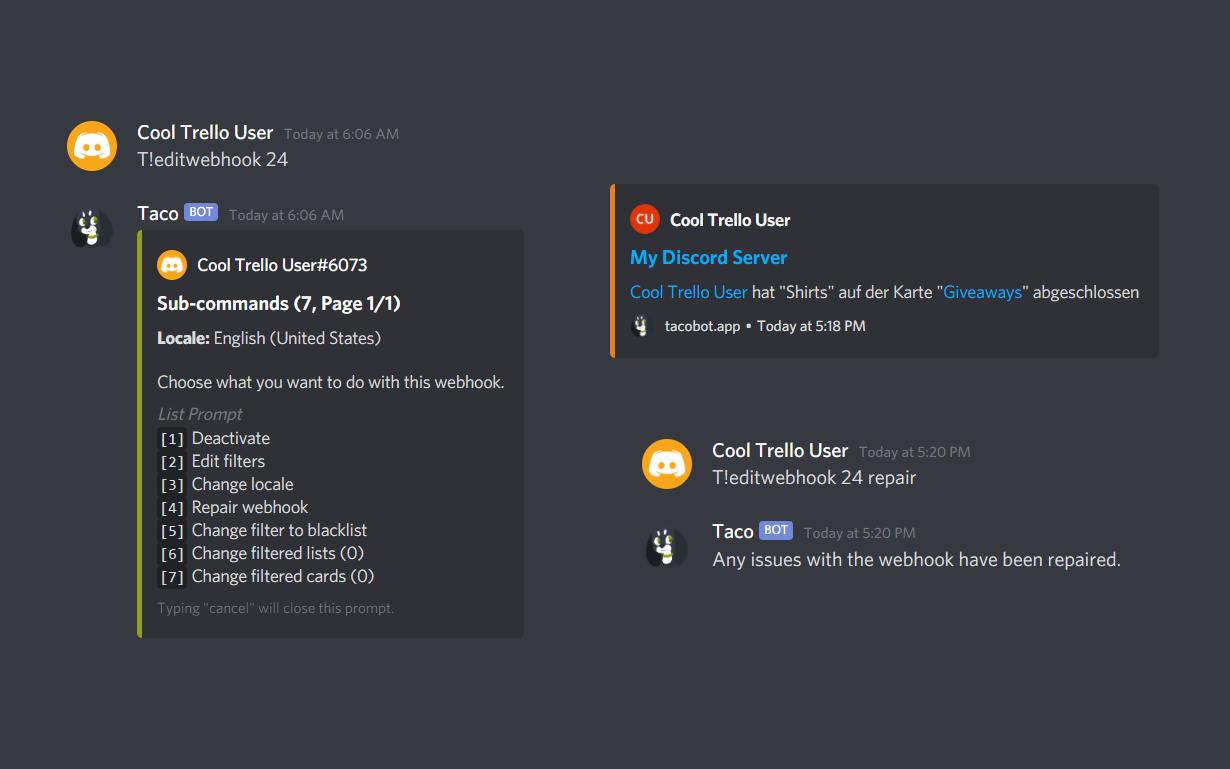 Cool Trello User Today at 6:06 AM
T!editwebhook 24
Taco BOT Today at 6:06 AM
Cool Trello User#6073
Sub-commands (7, Page 1/1)
Locale: English (United States)
Choose what you want to do with this webhook.
List Prompt
[1] Deactivate
[2] Edit filters
[3] Change locale
[4] Repair webhook
[5] Change filter to blacklist
[6] Change filtered lists (0)
[7] Change filtered cards (0)
Typing "cancel" will close this prompt.
CU Cool Trello User
My Discord Server
Cool Trello User hat "Shirts" auf der Karte "Giveaways" abgeschlossen
tacobot.app • Today at 5:18 PM
Cool Trello User Today at 5:20 PM
T!editwebhook 24 repair
Taco BOT Today at 5:20 PM
Any issues with the webhook have been repaired.